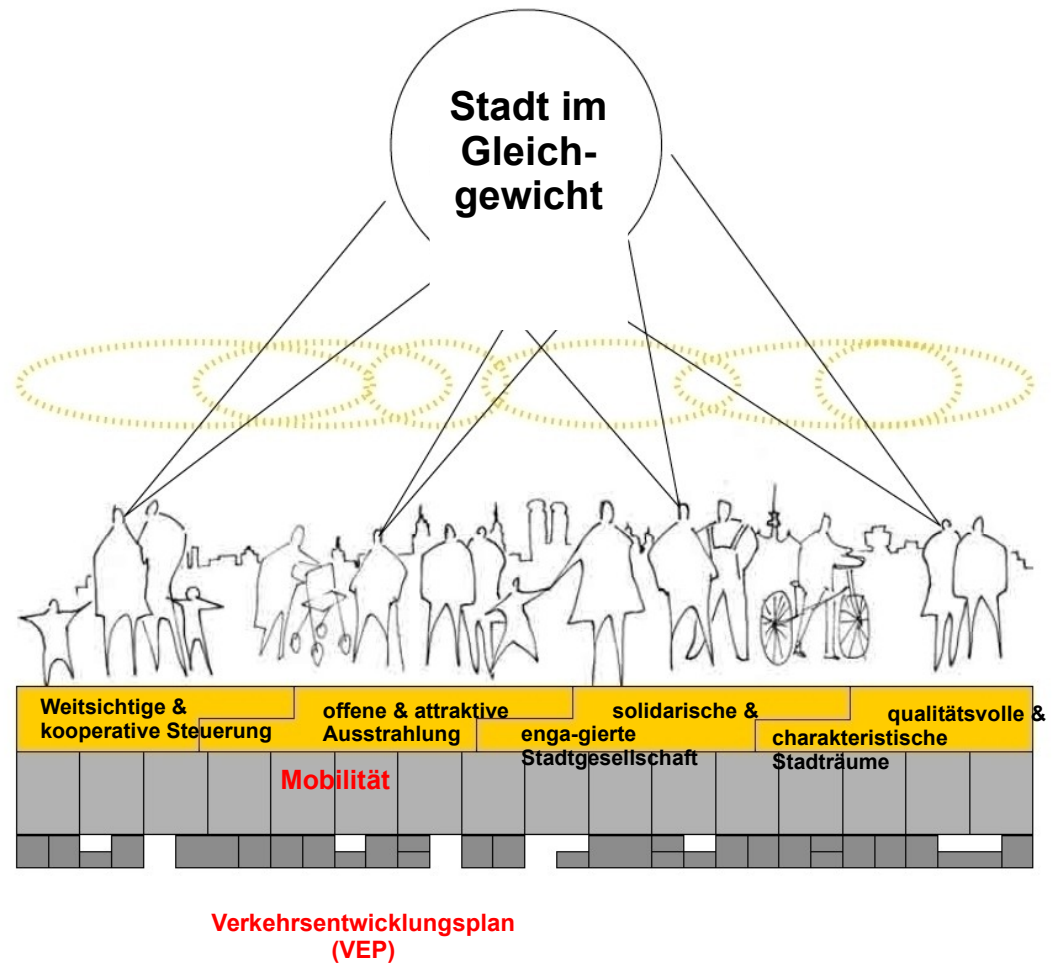 Stadt im
Gleich-
gewicht
Weitsichtige &
kooperative Steuerung
offene & attraktive
Ausstrahlung
solidarische &
enga-gierte
Stadtgesellschaft
qualitätsvolle &
charakteristische
Stadträume
Mobilität
Verkehrsentwicklungsplan
(VEP)